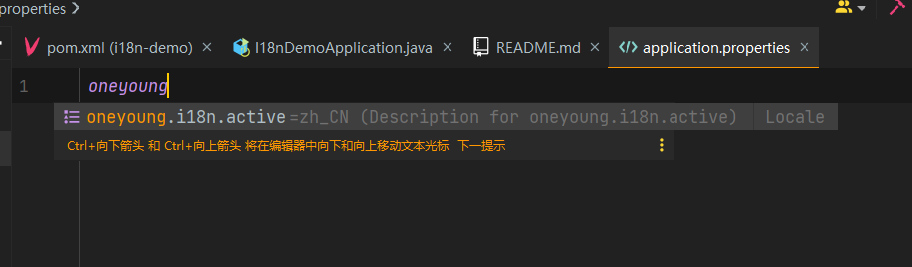 properties
pom.xml (i18n-demo) I18nDemoApplication.java README.md application.properties
1 oneyoung
oneyoung.i18n.active=zh_CN (Description for oneyoung.i18n.active) Locale
Ctrl+向下箭头 和 Ctrl+向上箭头 将在编辑器中向下和向上移动文本光标 下一提示